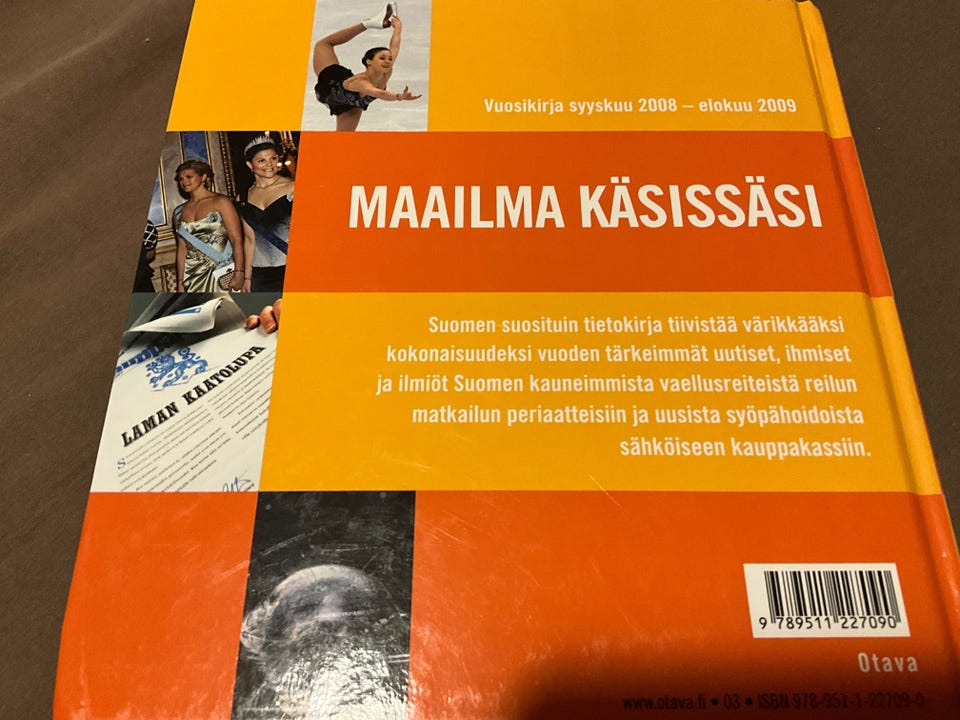 Vuosikirja syyskuu 2008 – elokuu 2009
MAAILMA KÄSISSÄSI
Suomen suosituin tietokirja tiivistää värikkääksi
kokonaisuudeksi vuoden tärkeimmät uutiset, ihmiset
ja ilmiöt Suomen kauneimmista vaellusreiteistä reilun
matkailun periaatteisiin ja uusista syöpähoidoista
sähköiseen kauppakassiin.
LAMAN KAATOLUPA
9 789511 227090
Otava
www.otava.fi • 03 • ISBN 978-951-1-22709-0